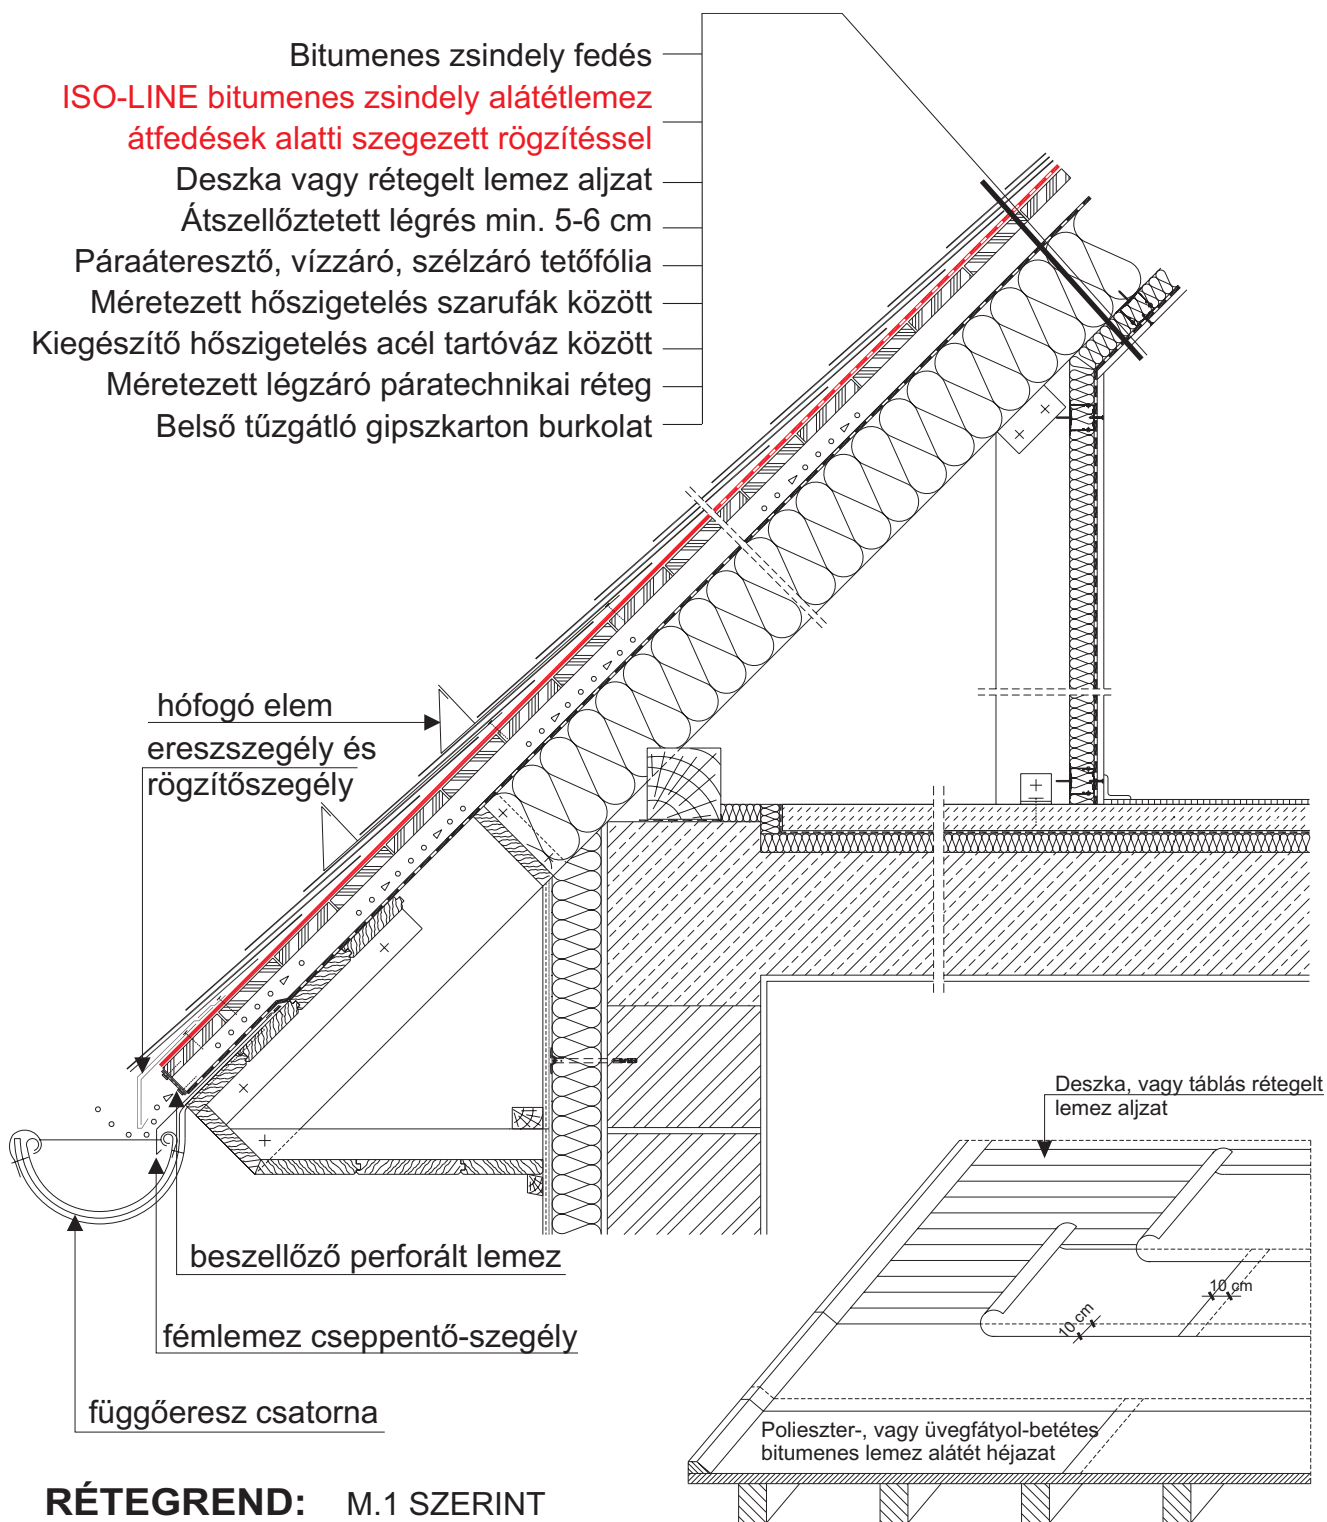 Bitumenes zsindely fedés
ISO-LINE bitumenes zsindely alátétlemez
átfedések alatti szegezett rögzítéssel
Deszka vagy rétegelt lemez aljzat
Átszellőztetett légrés min. 5-6 cm
Páraáteresztő, vízzáró, szélzáró tetőfólia
Méretezett hőszigetelés szarufák között
Kiegészítő hőszigetelés acél tartóváz között
Méretezett légzáró páratechnikai réteg
Belső tűzgátló gipszkarton burkolat
hófogó elem
ereszszegély és
rögzítőszegély
beszellőző perforált lemez
fémlemez cseppentő-szegély
függőeresz csatorna
Deszka, vagy táblás rétegelt
lemez aljzat
10 cm
10 cm
Polieszter-, vagy üvegfátyol-betétes
bitumenes lemez alátét héjazat
RÉTEGREND: M.1 SZERINT